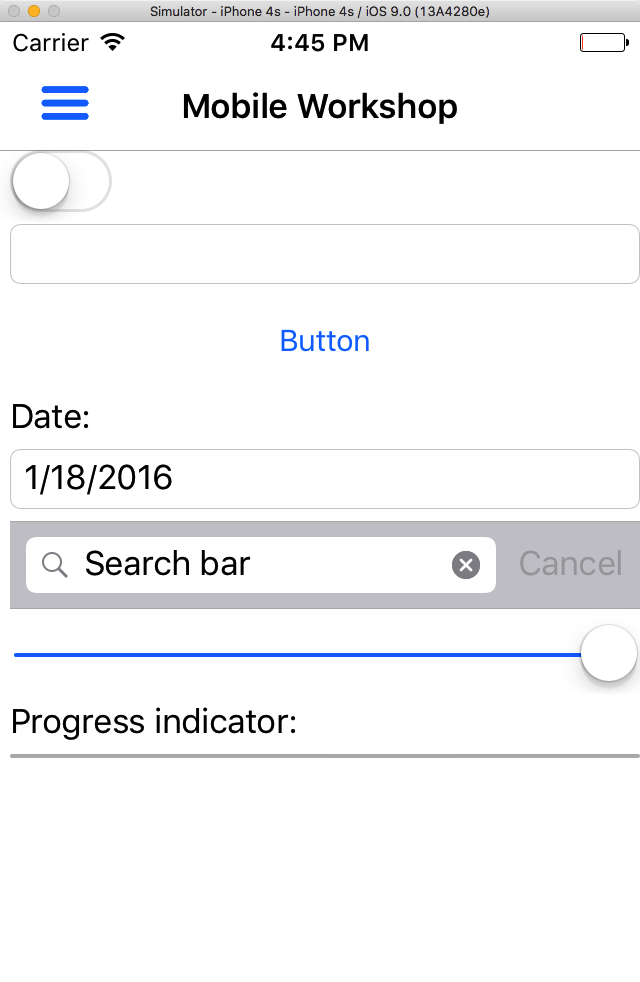 Simulator - iPhone 4s - iPhone 4s / iOS 9.0 (13A4280e)
Carrier 4:45 PM
Mobile Workshop
Button
Date:
1/18/2016
Search bar Cancel
Progress indicator: